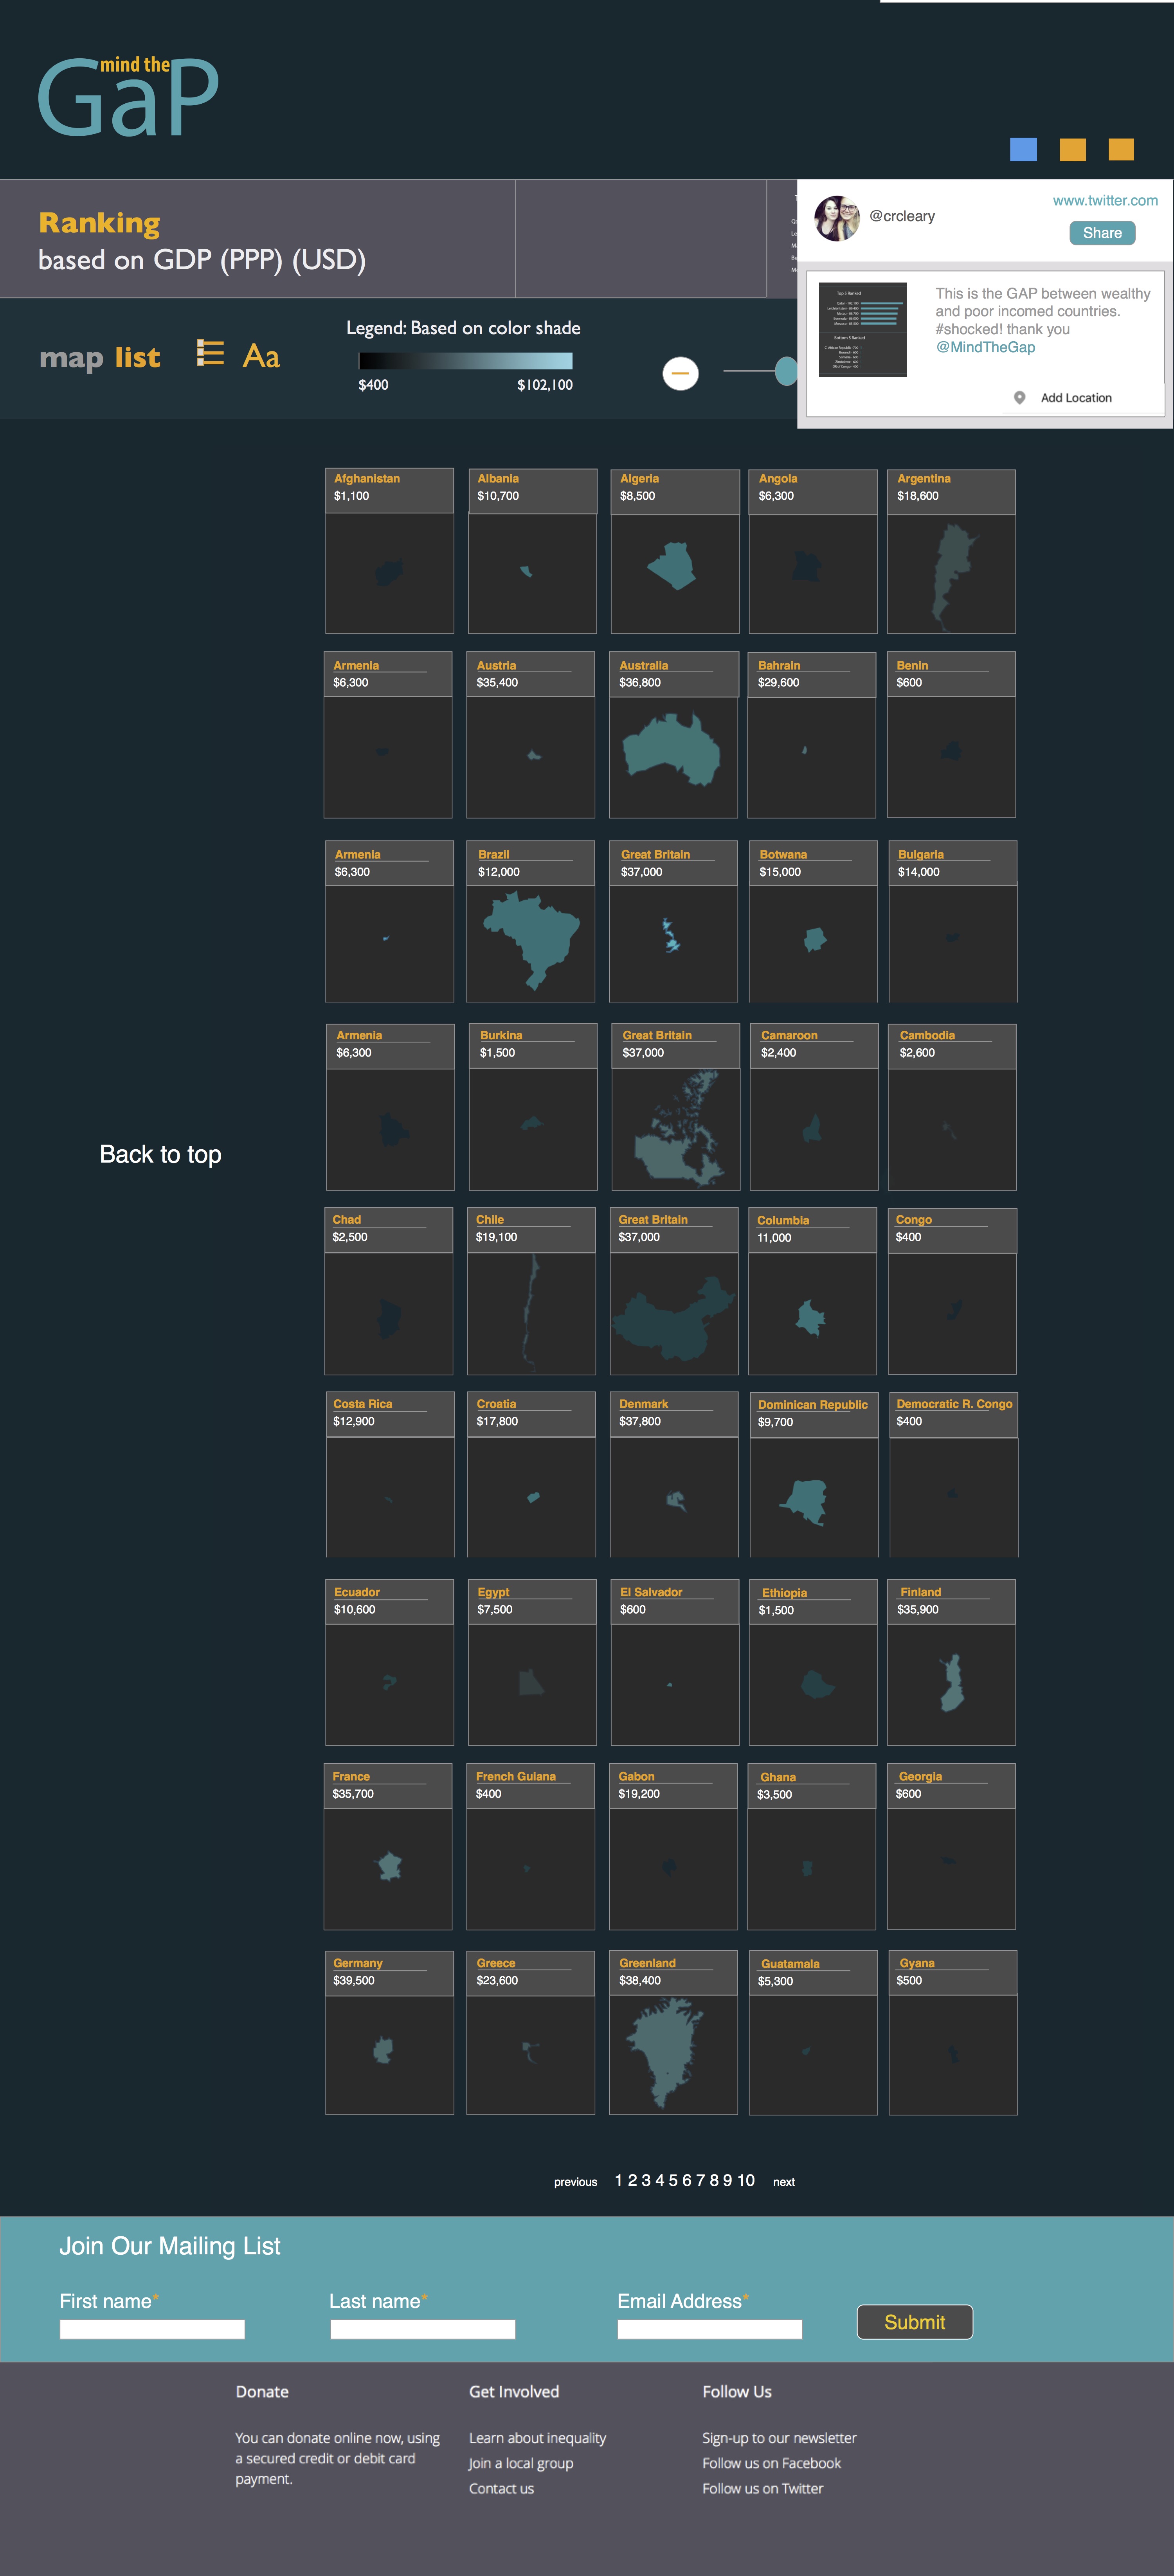 mind the
GaP
Ranking
based on GDP (PPP) (USD)
@crcleary
www.twitter.com
Share
This is the GAP between wealthy
and poor incomed countries.
#shocked! thank you
@MindTheGap
Add Location
map list
Aa
Legend: Based on color shade
$400
$102,100
Afghanistan
$1,100
Albania
$10,700
Algeria
$8,500
Angola
$6,300
Argentina
$18,600
Armenia
$6,300
Austria
$35,400
Australia
$36,800
Bahrain
$29,600
Benin
$600
Armenia
$6,300
Brazil
$12,000
Great Britain
$37,000
Botwana
$15,000
Bulgaria
$14,000
Armenia
$6,300
Burkina
$1,500
Great Britain
$37,000
Camaroon
$2,400
Cambodia
$2,600
Back to top
Chad
$2,500
Chile
$19,100
Great Britain
$37,000
Columbia
11,000
Congo
$400
Costa Rica
$12,900
Croatia
$17,800
Denmark
$37,800
Dominican Republic
$9,700
Democratic R. Congo
$400
Ecuador
$10,600
Egypt
$7,500
El Salvador
$600
Ethiopia
$1,500
Finland
$35,900
France
$35,700
French Guiana
$400
Gabon
$19,200
Ghana
$3,500
Georgia
$600
Germany
$39,500
Greece
$23,600
Greenland
$38,400
Guatamala
$5,300
Gyana
$500
previous 1 2 3 4 5 6 7 8 9 10 next
Join Our Mailing List
First name*
Last name*
Email Address*
Submit
Donate
You can donate online now, using
a secured credit or debit card
payment.
Get Involved
Learn about inequality
Join a local group
Contact us
Follow Us
Sign-up to our newsletter
Follow us on Facebook
Follow us on Twitter